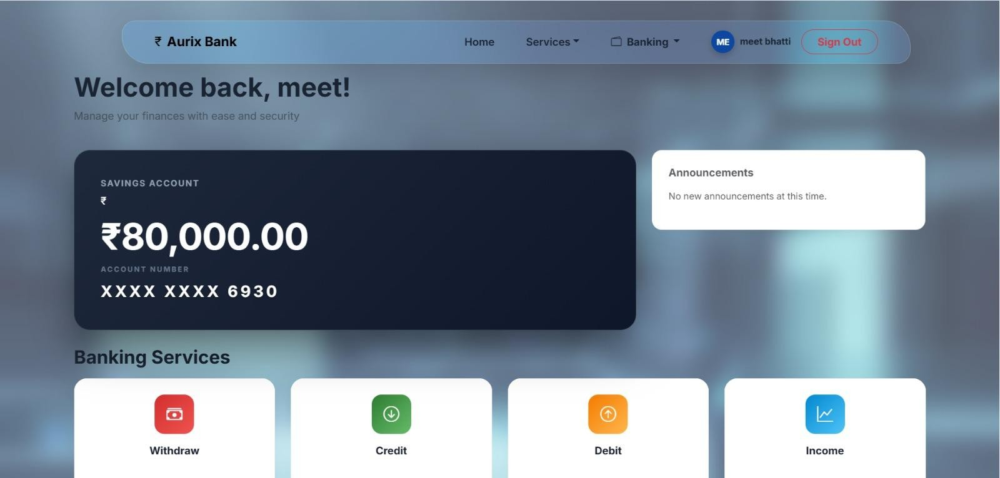 ₹ Aurix Bank
Home
Services
Banking
ME
meet bhatti
Sign Out
Welcome back, meet!
Manage your finances with ease and security
SAVINGS ACCOUNT
₹
₹80,000.00
ACCOUNT NUMBER
XXXX XXXX 6930
Announcements
No new announcements at this time.
Banking Services
Withdraw
Credit
Debit
Income